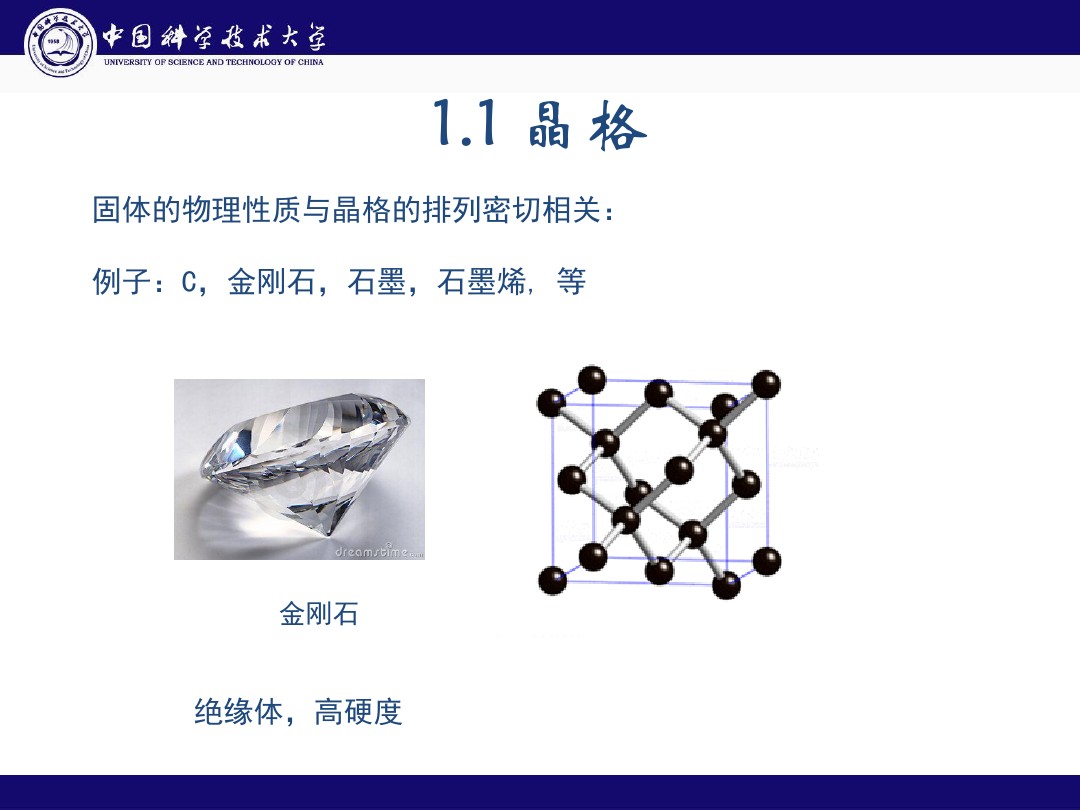 中国科学技术大学
UNIVERSITY OF SCIENCE AND TECHNOLOGY OF CHINA
1958
1.1 晶格
固体的物理性质与晶格的排列密切相关：
例子：C，金刚石，石墨，石墨烯, 等
dreamstime
金刚石
绝缘体，高硬度